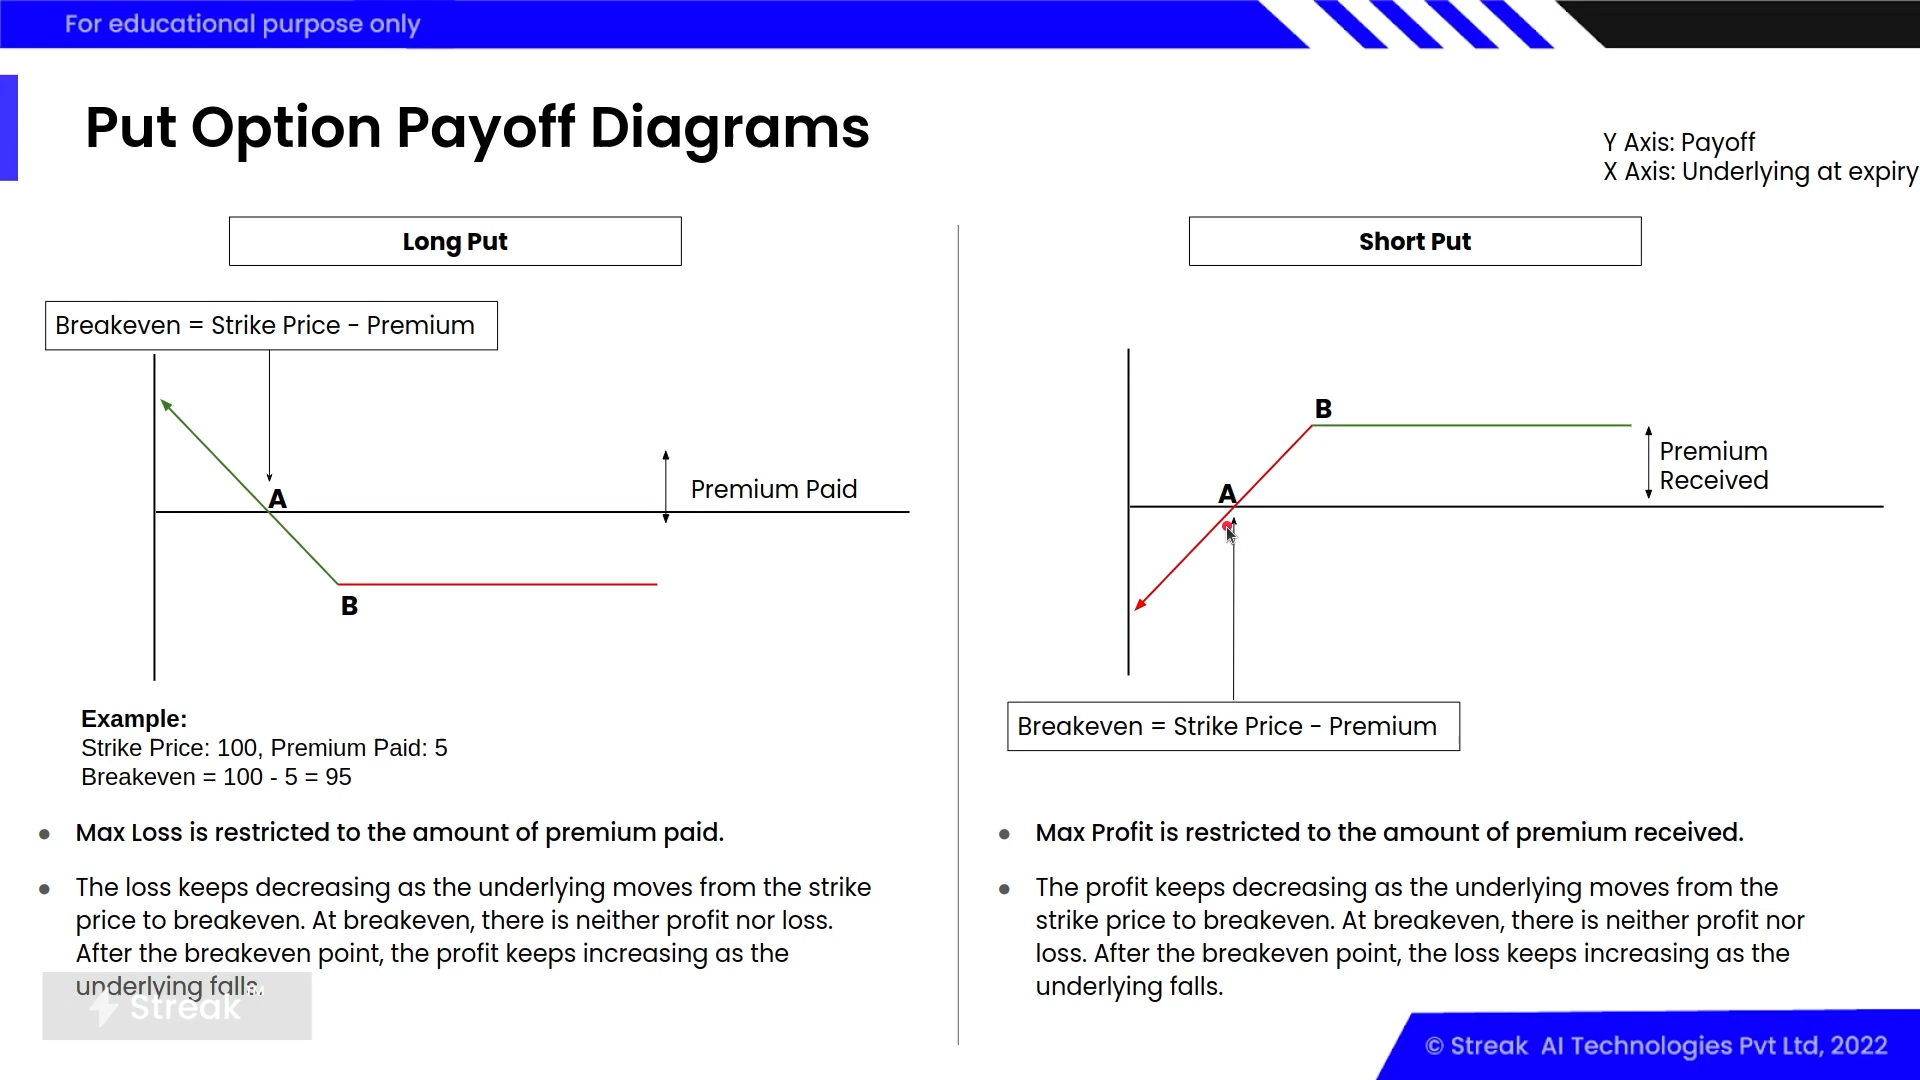 For educational purpose only
Put Option Payoff Diagrams
Y Axis: Payoff
X Axis: Underlying at expiry
Long Put
Breakeven = Strike Price - Premium
A
Premium Paid
B
Example:
Strike Price: 100, Premium Paid: 5
Breakeven = 100 - 5 = 95
Max Loss is restricted to the amount of premium paid.
The loss keeps decreasing as the underlying moves from the strike
price to breakeven. At breakeven, there is neither profit nor loss.
After the breakeven point, the profit keeps increasing as the
underlying falls.
Streak™
Short Put
B
Premium
Received
A
Breakeven = Strike Price - Premium
Max Profit is restricted to the amount of premium received.
The profit keeps decreasing as the underlying moves from the
strike price to breakeven. At breakeven, there is neither profit nor
loss. After the breakeven point, the loss keeps increasing as the
underlying falls.
© Streak AI Technologies Pvt Ltd, 2022